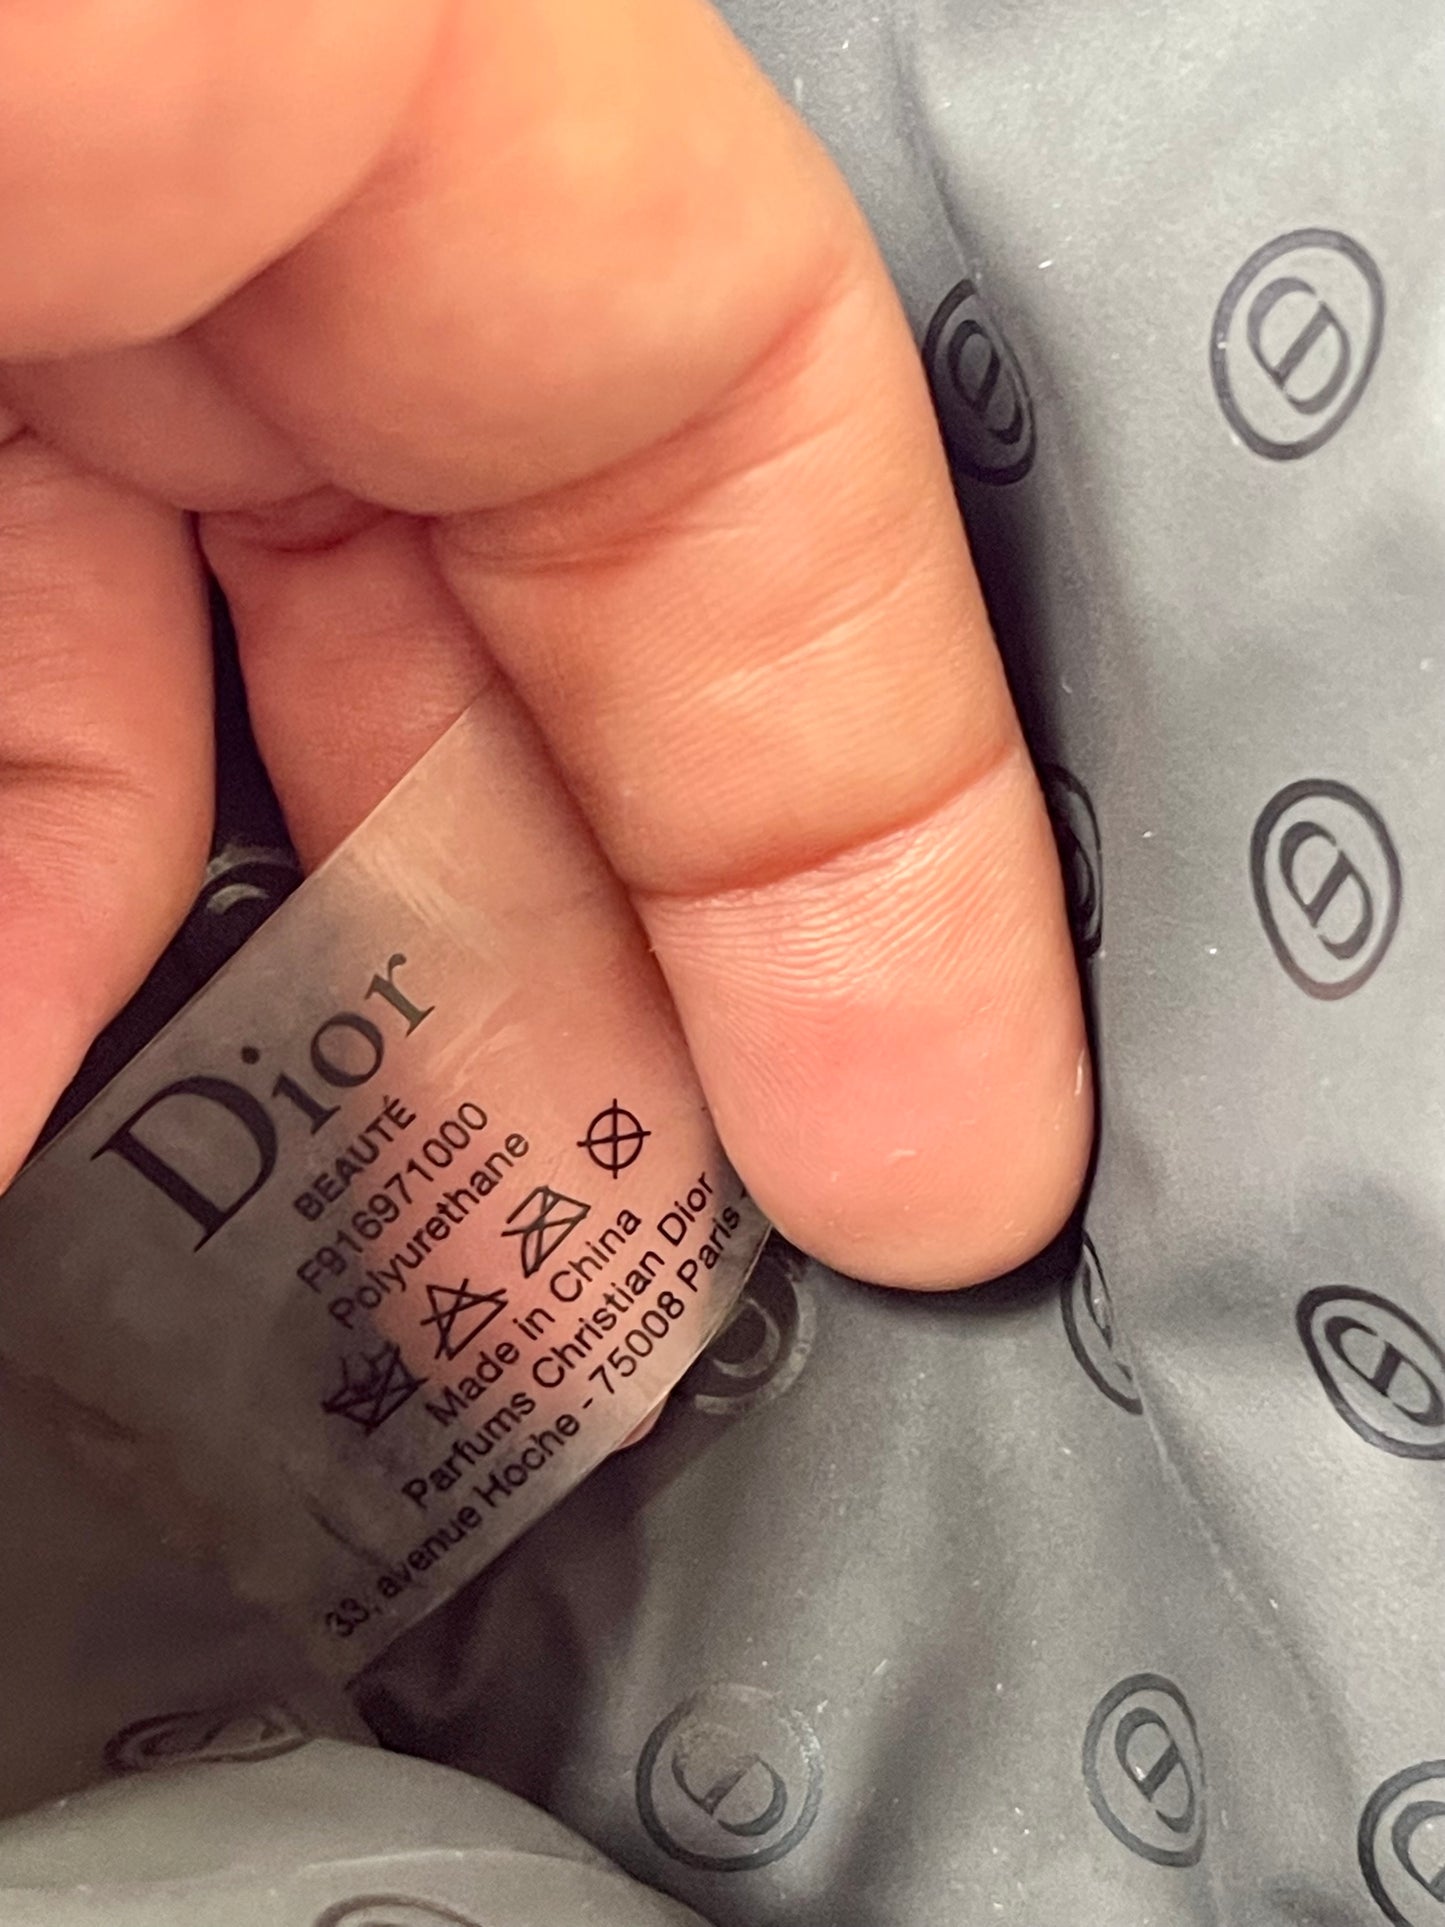 Dior
BEAUTÉ
F916971000
Polyurethane
Made in China
Parfums Christian Dior
33, avenue Hoche - 75008 Paris -